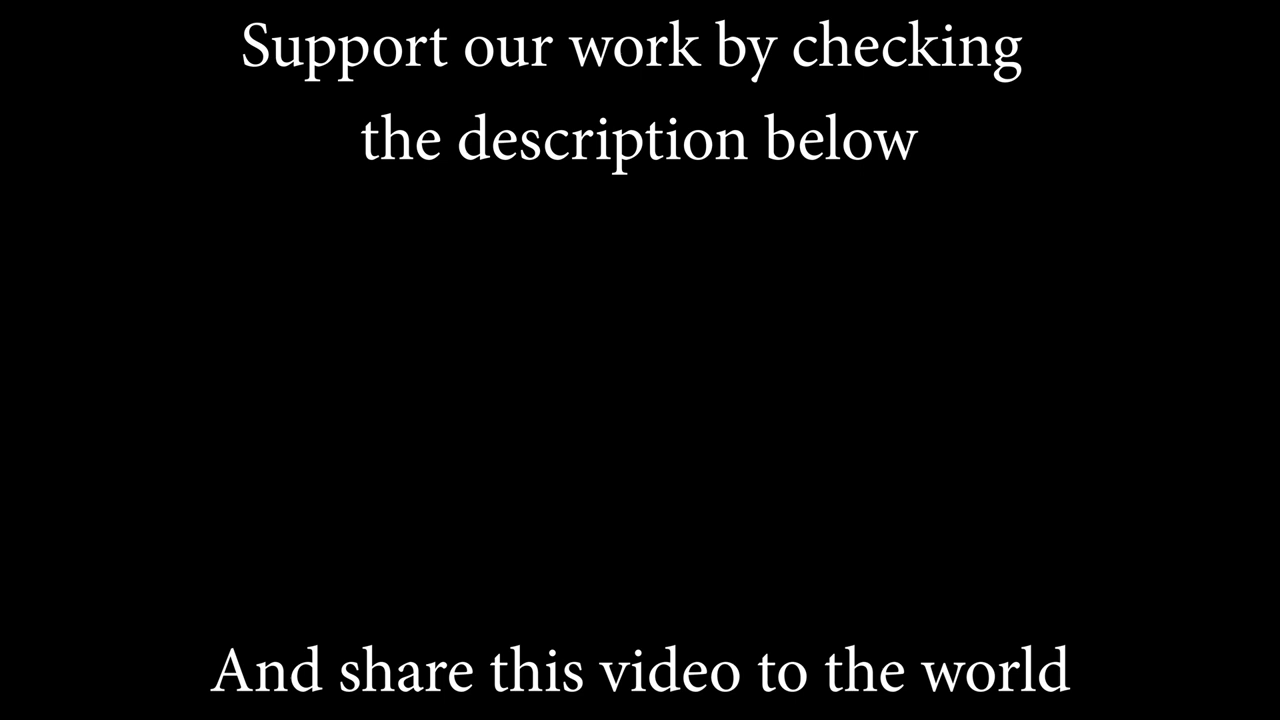 Support our work by checking
the description below
And share this video to the world